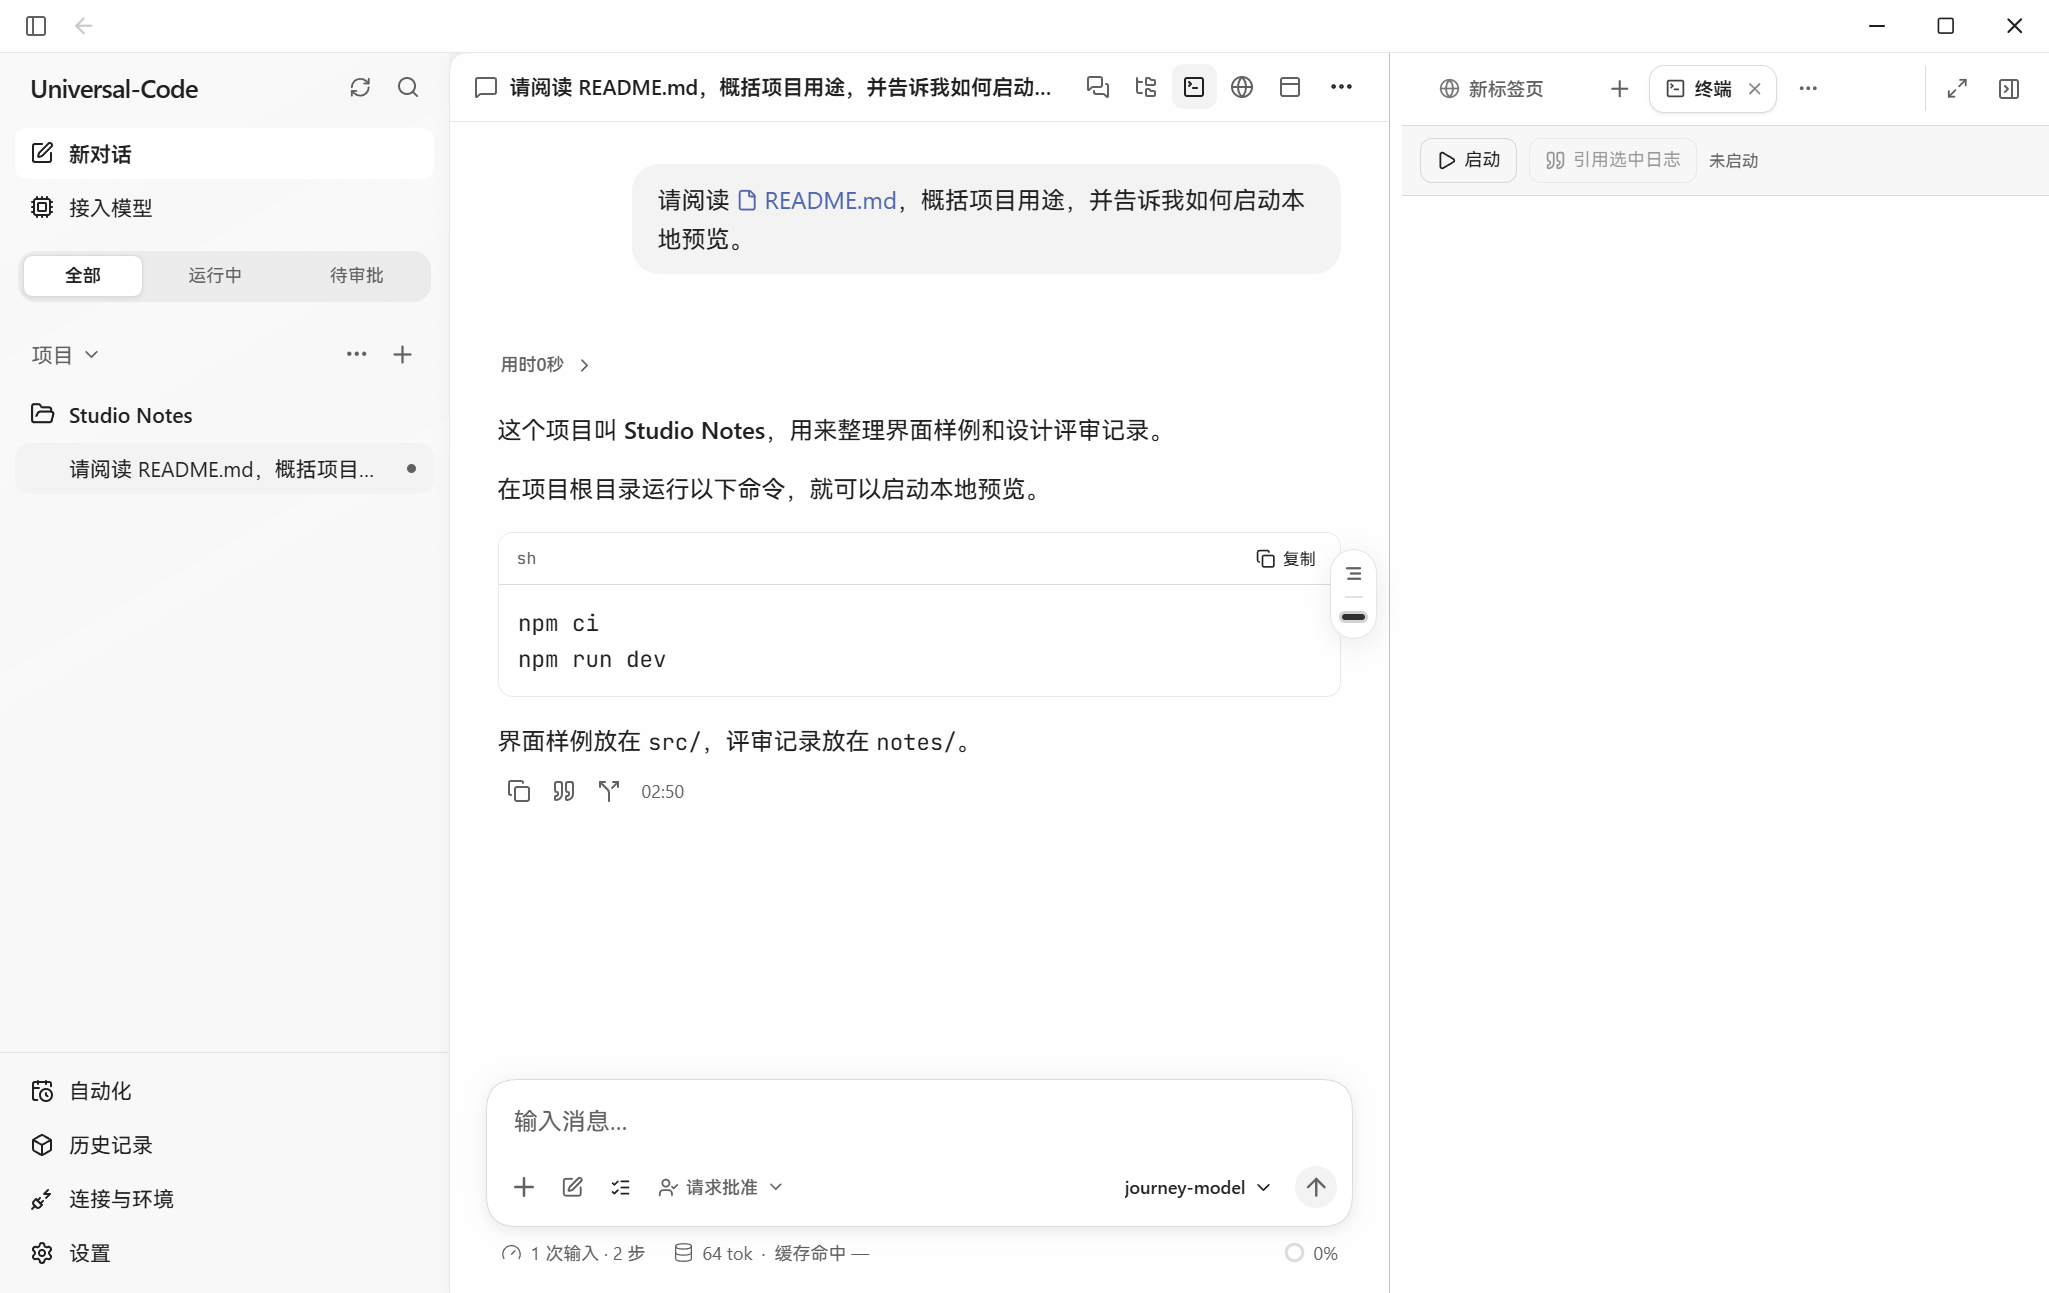 Universal-Code
新对话
接入模型
全部
运行中
待审批
项目
Studio Notes
请阅读 README.md，概括项目...
自动化
历史记录
连接与环境
设置
请阅读 README.md，概括项目用途，并告诉我如何启动...
请阅读 README.md，概括项目用途，并告诉我如何启动本
地预览。
用时0秒
这个项目叫 Studio Notes，用来整理界面样例和设计评审记录。
在项目根目录运行以下命令，就可以启动本地预览。
sh
复制
npm ci
npm run dev
界面样例放在 src/，评审记录放在 notes/。
02:50
输入消息...
请求批准
journey-model
1 次输入 · 2 步
64 tok · 缓存命中 —
0%
新标签页
终端
启动
引用选中日志
未启动